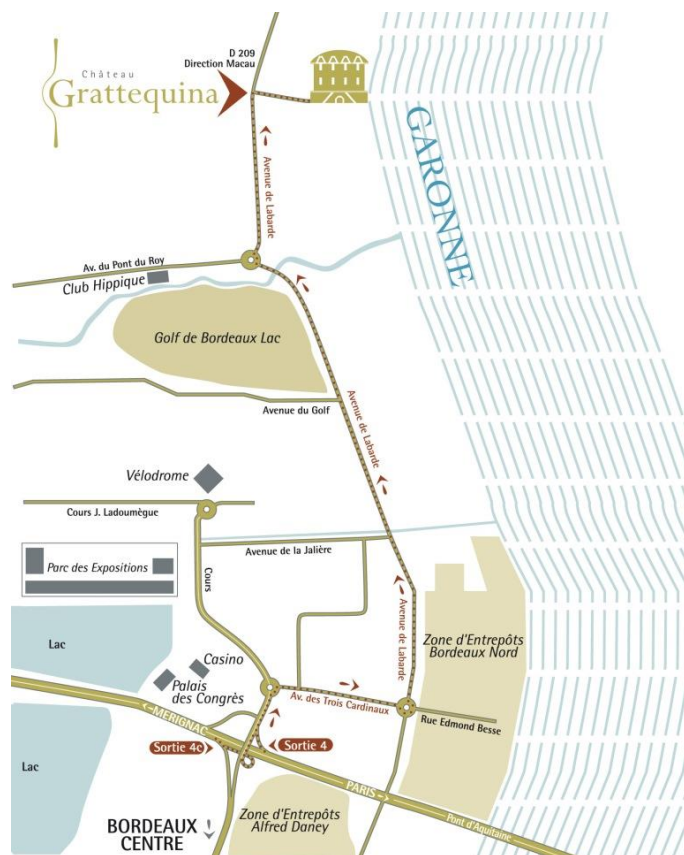 D 209
Direction Macau
Château
Grattequina
GARONNE
Avenue de Labarde
Av. du Pont du Roy
Club Hippique
Golf de Bordeaux Lac
Avenue du Golf
Avenue de Labarde
Vélodrome
Cours J. Ladoumègue
Avenue de la Jalière
Parc des Expositions
Cours
Avenue de Labarde
Zone d'Entrepôts
Bordeaux Nord
Lac
Casino
Palais
des Congrès
Av. des Trois Cardinaux
Rue Edmond Besse
MERIGNAC
Sortie 4c
Sortie 4
Lac
PARIS
Pont d'Aquitaine
BORDEAUX
CENTRE
Zone d'Entrepôts
Alfred Daney